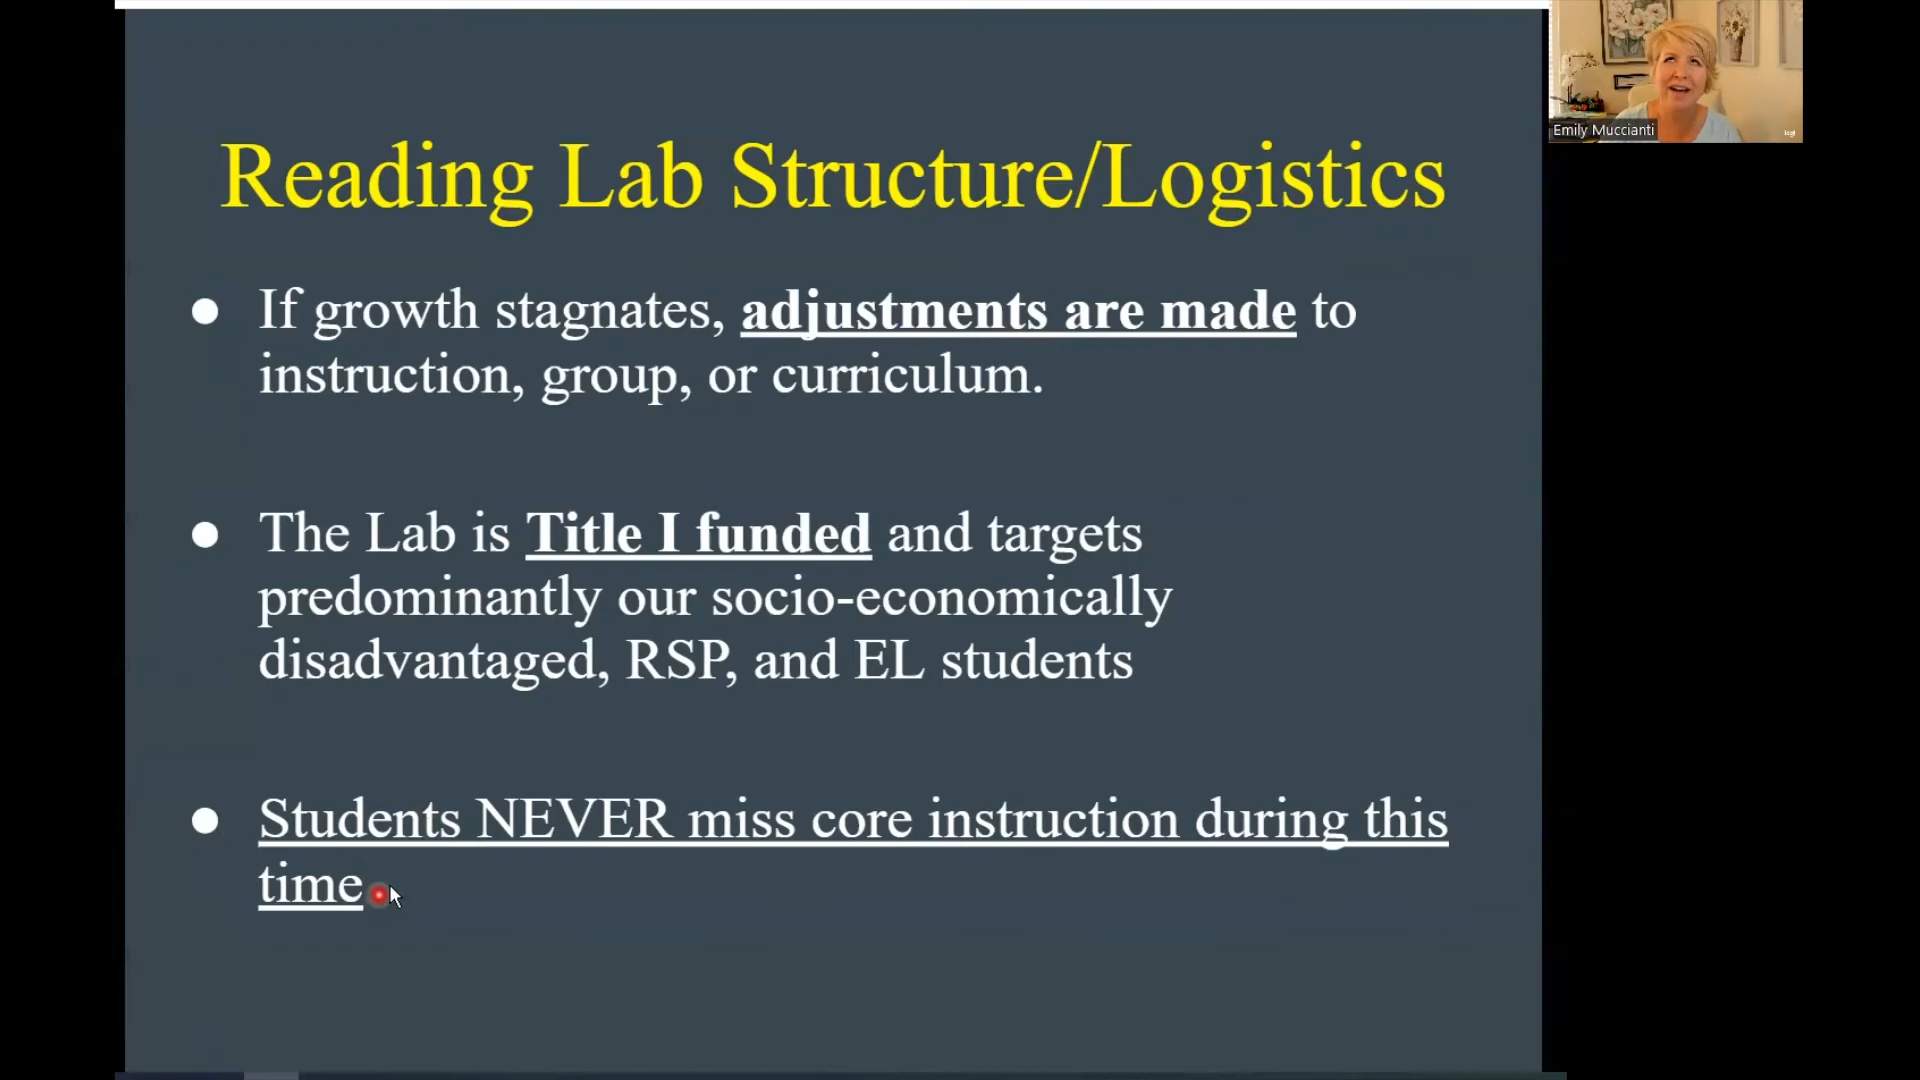 Reading Lab Structure/Logistics
● If growth stagnates, adjustments are made to
instruction, group, or curriculum.
● The Lab is Title I funded and targets
predominantly our socio-economically
disadvantaged, RSP, and EL students
● Students NEVER miss core instruction during this
time
Emily Muccianti
logi